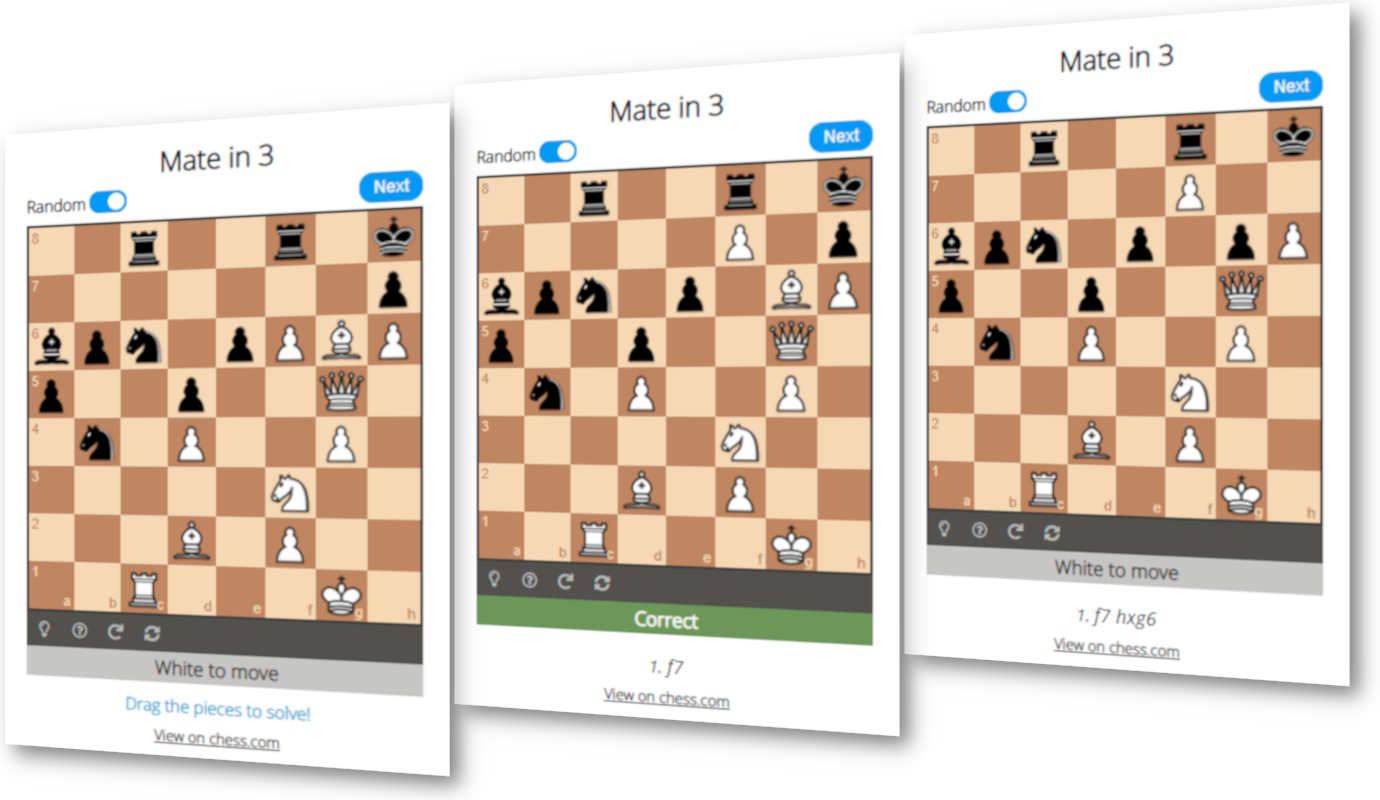 Mate in 3
Random
Next
8
7
6
5
4
3
2
1
a b c d e f g h
White to move
Drag the pieces to solve!
View on chess.com
Mate in 3
Random
Next
8
7
6
5
4
3
2
1
a b c d e f g h
Correct
1. f7
View on chess.com
Mate in 3
Random
Next
8
7
6
5
4
3
2
1
a b c d e f g h
White to move
1. f7 hxg6
View on chess.com